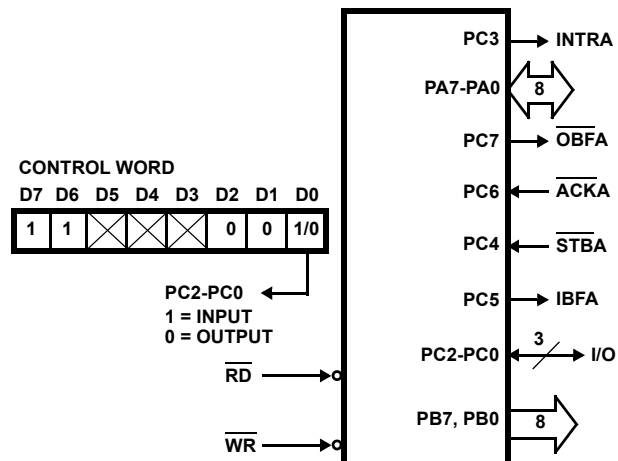 PC3
INTRA
PA7-PA0
8
PC7
OBFA
CONTROL WORD
D7 D6 D5 D4 D3 D2 D1 D0
1 1 0 0 1/0
PC6
ACKA
PC4
STBA
PC2-PC0
1 = INPUT
0 = OUTPUT
PC5
IBFA
PC2-PC0
3
I/O
RD
PB7, PB0
8
WR